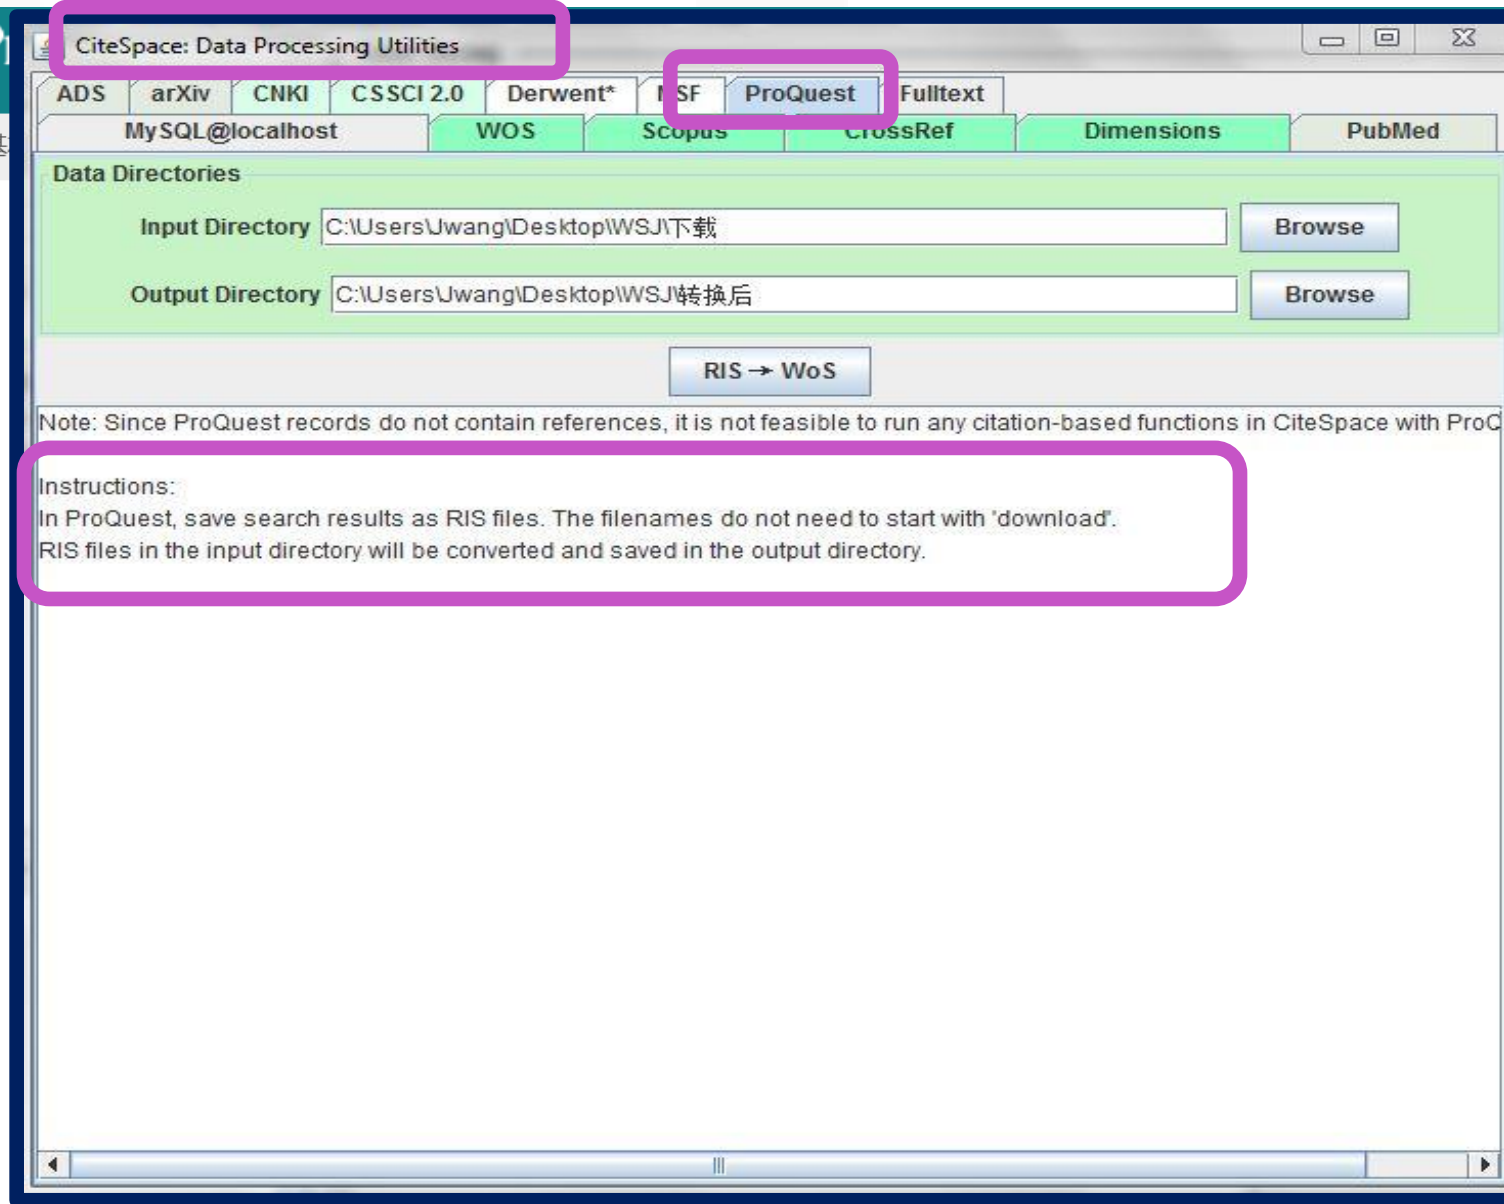 CiteSpace: Data Processing Utilities
ADS arXiv CNKI CSSCI 2.0 Derwent* NSF ProQuest Fulltext
MySQL@localhost WOS Scopus CrossRef Dimensions PubMed
Data Directories
Input Directory C:\Users\Jwang\Desktop\WSJ\下载 Browse
Output Directory C:\Users\Jwang\Desktop\WSJ\转换后 Browse
RIS → WoS
Note: Since ProQuest records do not contain references, it is not feasible to run any citation-based functions in CiteSpace with ProQ
Instructions:
In ProQuest, save search results as RIS files. The filenames do not need to start with 'download'.
RIS files in the input directory will be converted and saved in the output directory.